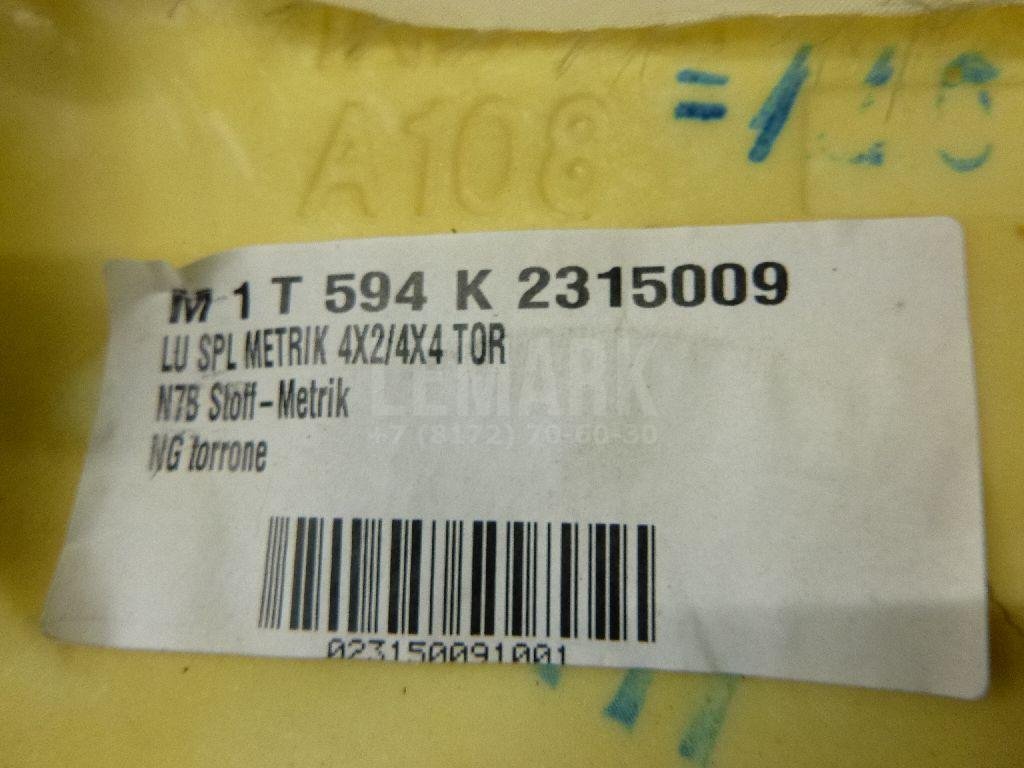 A108
M 1 T 594 K 2315009
LU SPL METRIK 4X2/4X4 TOR
N7B Stoff-Metrik
NG torrone
LEMARK
+7 (8172) 70-60-30
023150091001